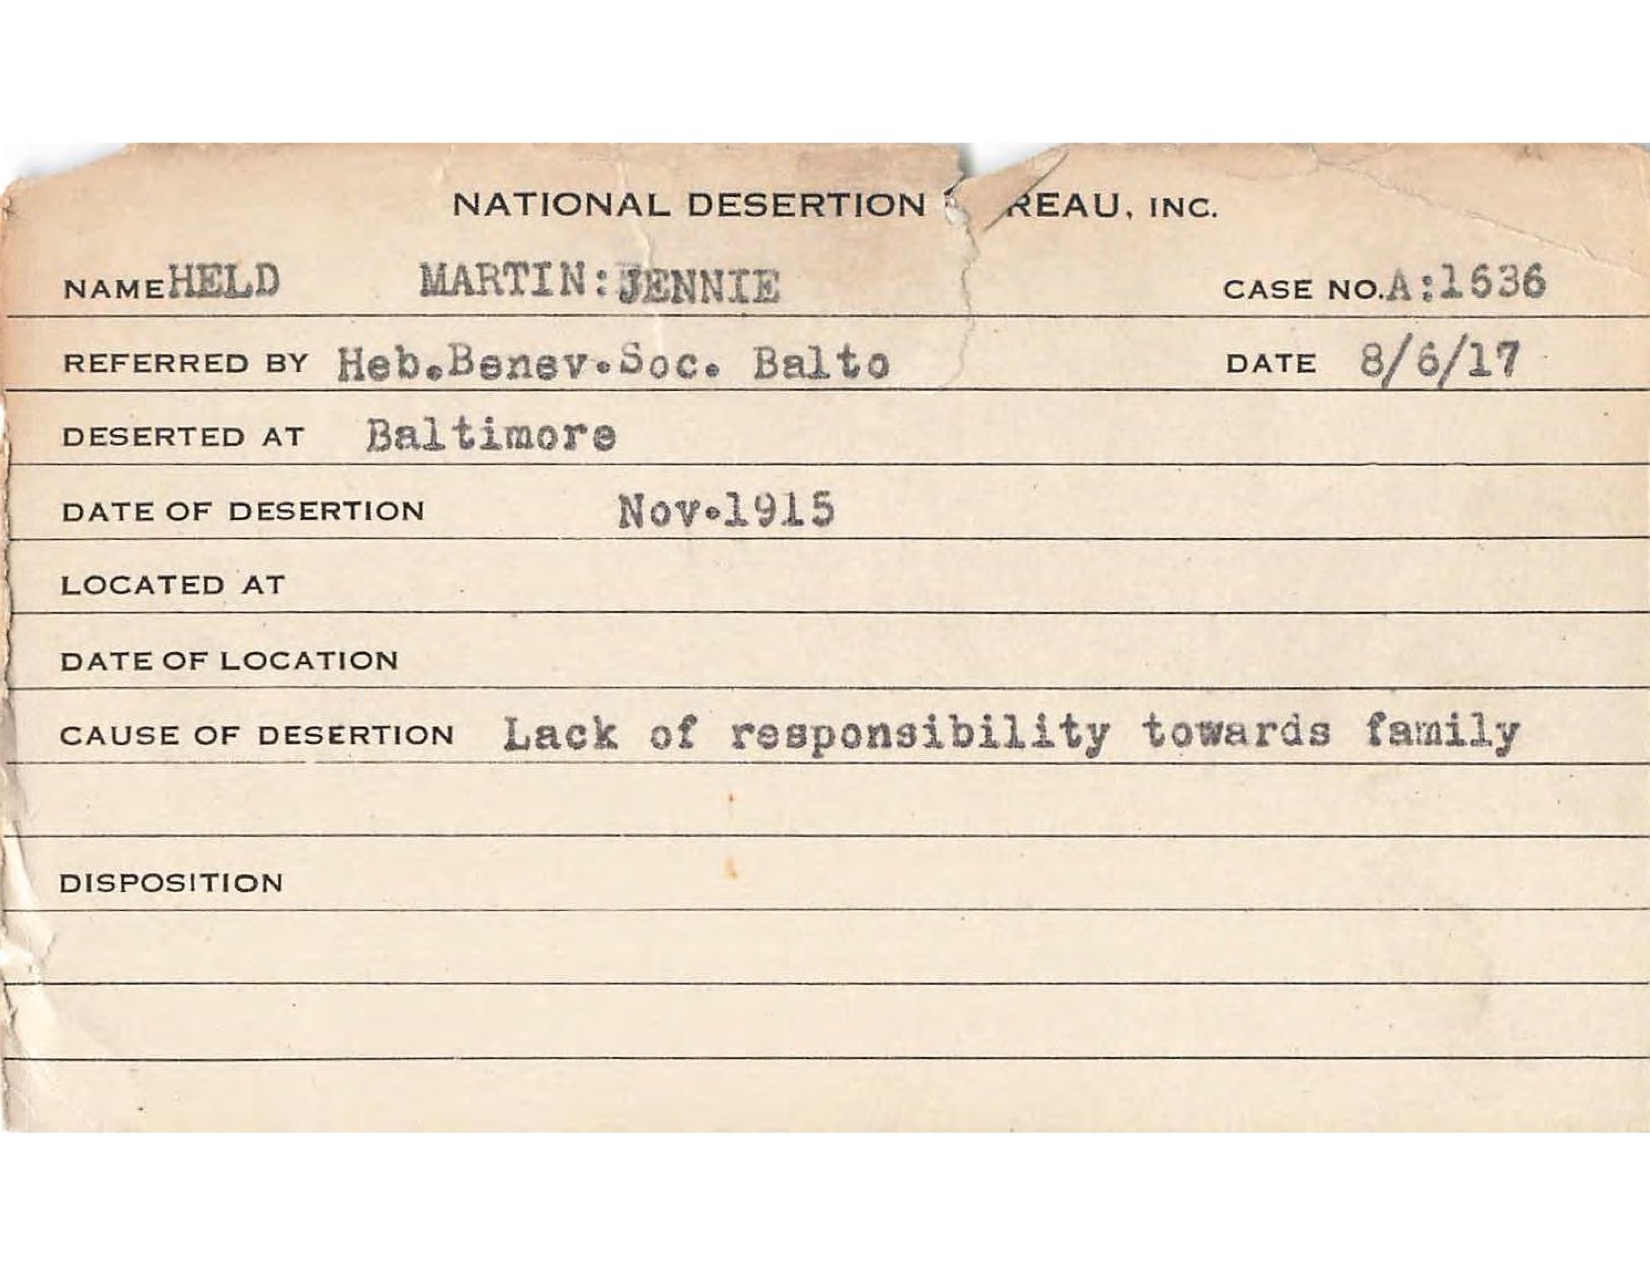 NATIONAL DESERTION REAU, INC.
NAME HELD MARTIN: JENNIE CASE NO. A:1636
REFERRED BY Heb. Benev. Soc. Balto DATE 8/6/17
DESERTED AT Baltimore
DATE OF DESERTION Nov. 1915
LOCATED AT
DATE OF LOCATION
CAUSE OF DESERTION Lack of responsibility towards family
DISPOSITION